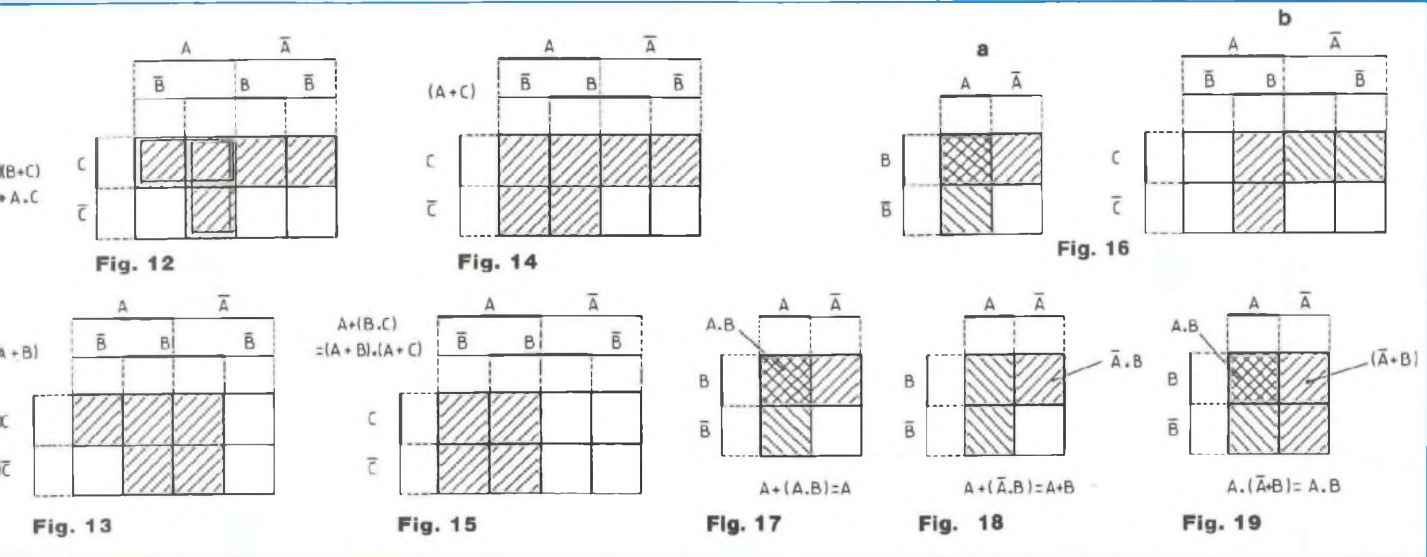 A Ā
B̄ B B̄
(B+C)
+ A.C
C
C̄
Fig. 12
(A+C)
A Ā
B̄ B B̄
C
C̄
Fig. 14
a
A Ā
B
B̄
b
A Ā
B̄ B B̄
C
C̄
Fig. 16
A + B)
A Ā
B̄ B B̄
C
C̄
Fig. 13
A+(B.C)
=(A+B).(A+C)
A Ā
B̄ B B̄
C
C̄
Fig. 15
A.B
A Ā
B
B̄
A+(A.B)=A
Fig. 17
A Ā
B
B̄
Ā.B
A+(Ā.B)=A+B
Fig. 18
A.B
A Ā
B
B̄
(Ā+B)
A.(Ā+B)= A.B
Fig. 19